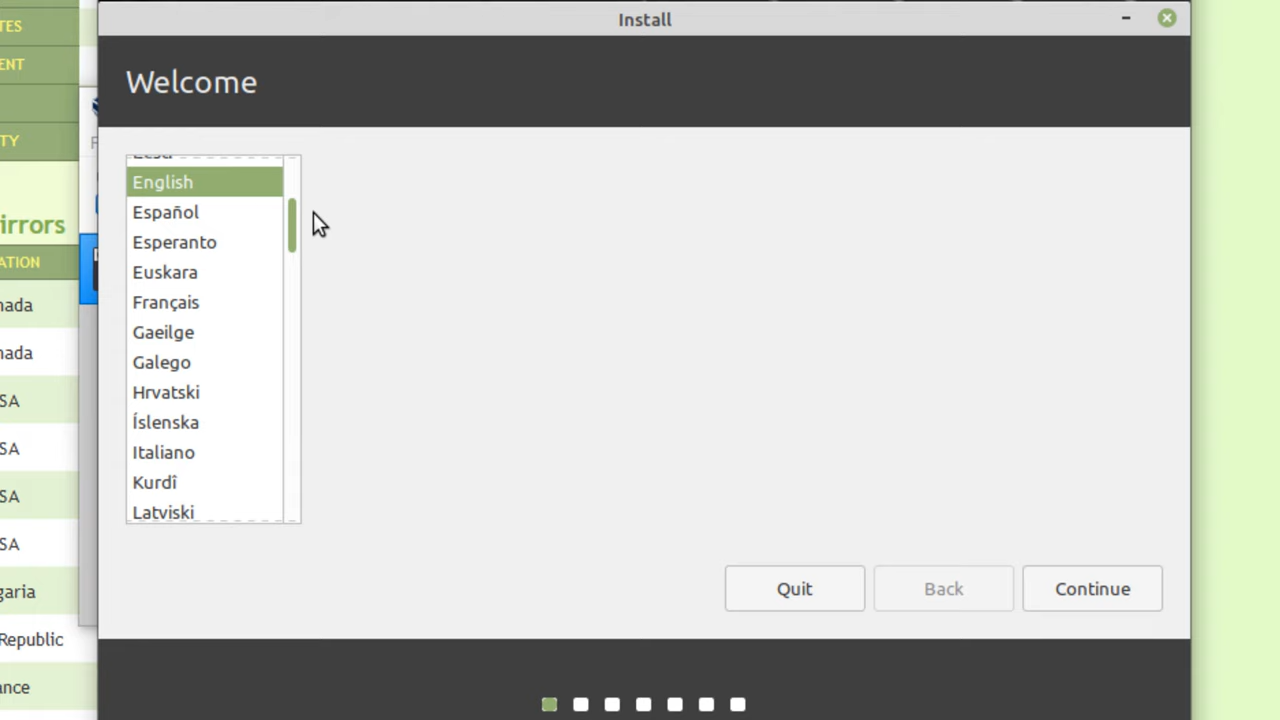 Install
Welcome
English
Español
Esperanto
Euskara
Français
Gaeilge
Galego
Hrvatski
Íslenska
Italiano
Kurdî
Latviski
Quit
Back
Continue
TES
ENT
TY
irrors
ATION
nada
nada
SA
SA
SA
SA
garia
Republic
ance